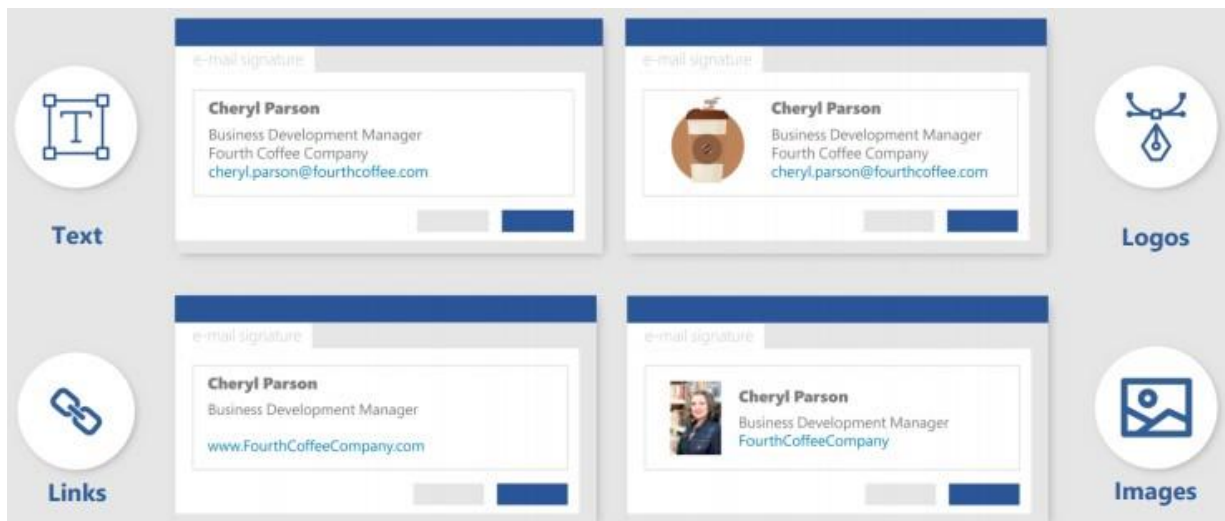 e-mail signature
Cheryl Parson
Business Development Manager
Fourth Coffee Company
cheryl.parson@fourthcoffee.com
Text
e-mail signature
Cheryl Parson
Business Development Manager
Fourth Coffee Company
cheryl.parson@fourthcoffee.com
Logos
e-mail signature
Cheryl Parson
Business Development Manager
www.FourthCoffeeCompany.com
Links
e-mail signature
Cheryl Parson
Business Development Manager
FourthCoffeeCompany
Images